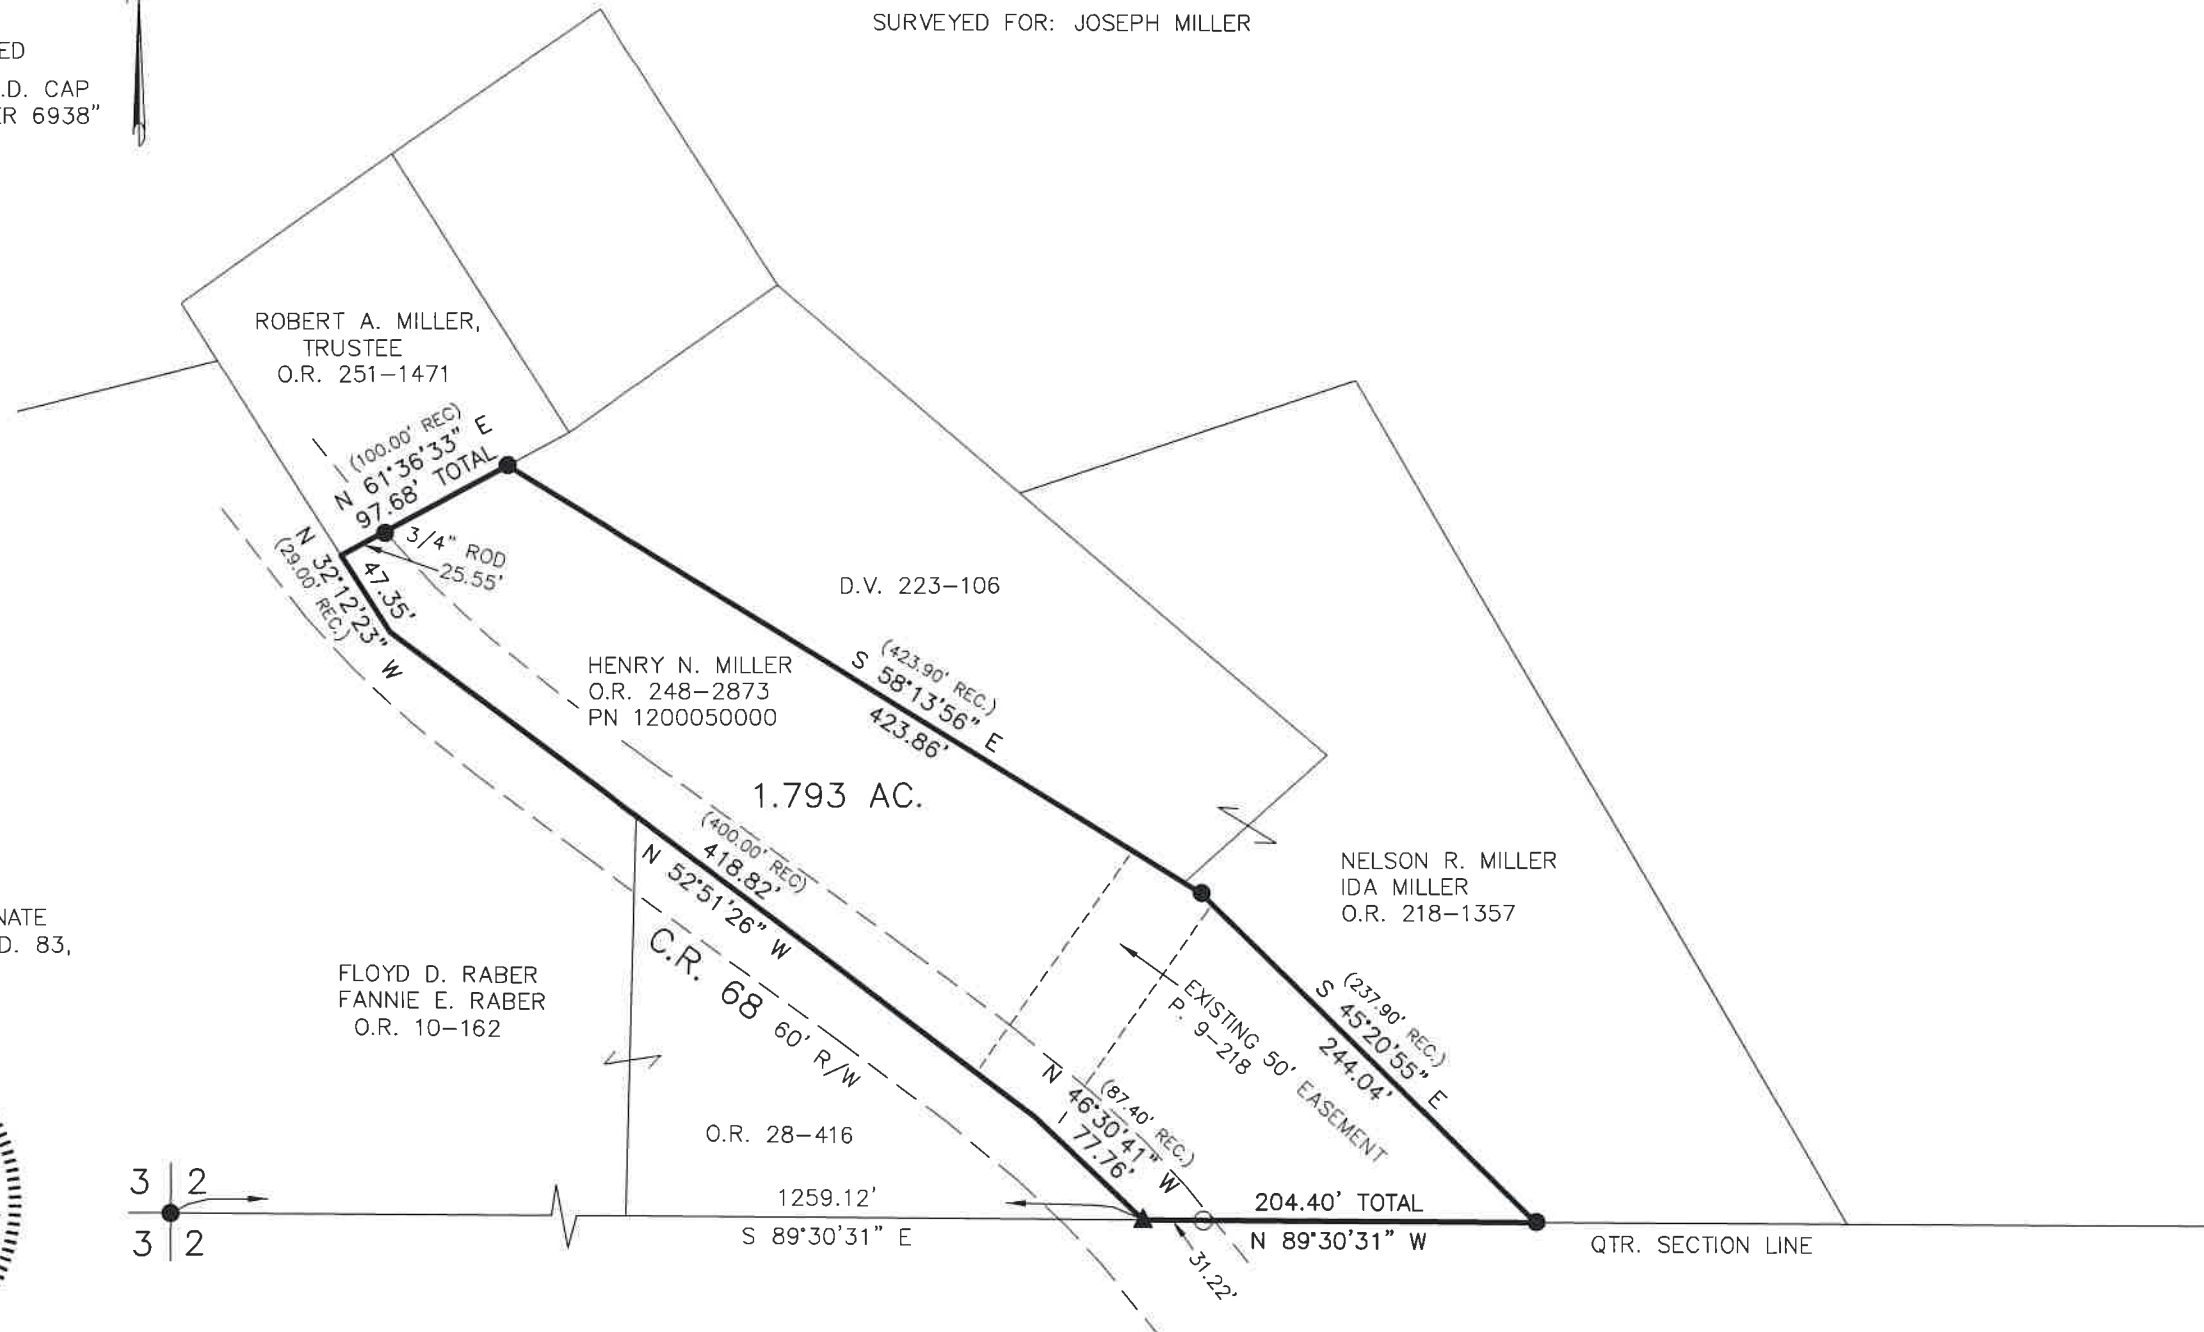 SURVEYED FOR: JOSEPH MILLER
ED
.D. CAP
ER 6938"
ROBERT A. MILLER,
TRUSTEE
O.R. 251-1471
(100.00' REC)
N 61°36'33" E
97.68' TOTAL
3/4" ROD
25.55'
47.35'
N 32°12'23" W
(29.00' REC.)
D.V. 223-106
HENRY N. MILLER
O.R. 248-2873
PN 1200050000
(423.90' REC.)
S 58°13'56" E
423.86'
1.793 AC.
(400.00' REC)
418.82'
N 52°51'26" W
C.R. 68 60' R/W
NELSON R. MILLER
IDA MILLER
O.R. 218-1357
NATE
D. 83,
FLOYD D. RABER
FANNIE E. RABER
O.R. 10-162
EXISTING 50' EASEMENT
P. 9-218
(237.90' REC.)
S 45°20'55" E
244.04'
(87.40' REC.)
N 46°30'41" W
77.76'
O.R. 28-416
3 2
3 2
1259.12'
S 89°30'31" E
204.40' TOTAL
N 89°30'31" W
31.22'
QTR. SECTION LINE